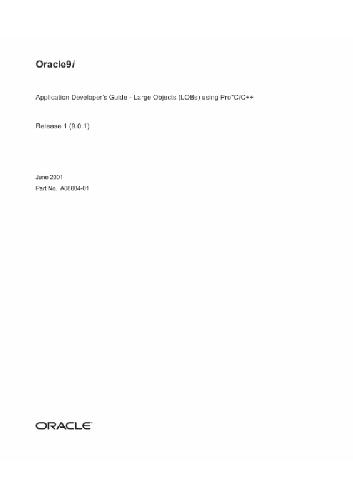 Oracle9i
Application Developer's Guide - Large Objects (LOBs) using Pro*C/C++
Release 1 (9.0.1)
June 2001
Part No. A88884-01
ORACLE